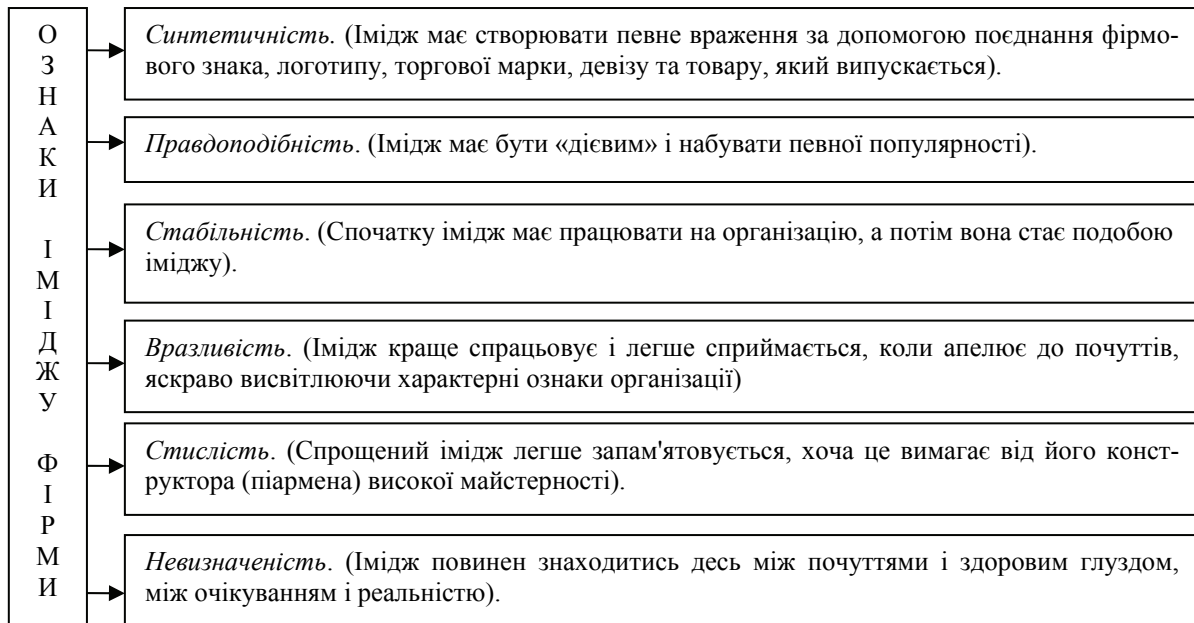 ОЗНАКИ ІМІДЖУ ФІРМИ
Синтетичність. (Імідж має створювати певне враження за допомогою поєднання фірмо-
вого знака, логотипу, торгової марки, девізу та товару, який випускається).
Правдоподібність. (Імідж має бути «дієвим» і набувати певної популярності).
Стабільність. (Спочатку імідж має працювати на організацію, а потім вона стає подобою
іміджу).
Вразливість. (Імідж краще спрацьовує і легше сприймається, коли апелює до почуттів,
яскраво висвітлюючи характерні ознаки організації)
Стислість. (Спрощений імідж легше запам'ятовується, хоча це вимагає від його конст-
руктора (піармена) високої майстерності).
Невизначеність. (Імідж повинен знаходитись десь між почуттями і здоровим глуздом,
між очікуванням і реальністю).